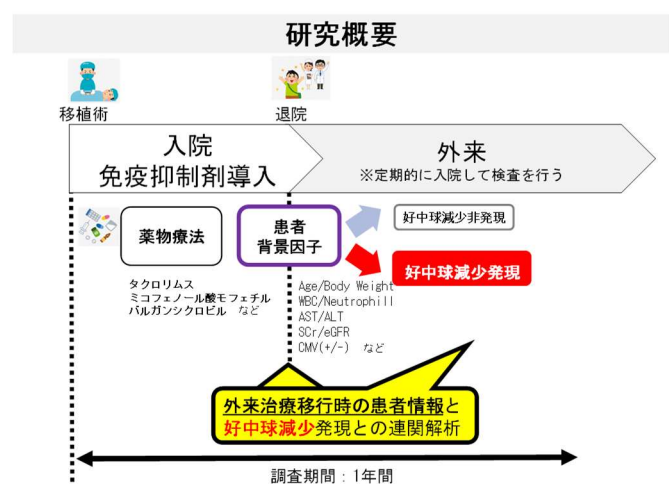 研究概要
移植術
退院
入院
免疫抑制剤導入
外来
※定期的に入院して検査を行う
薬物療法
患者
背景因子
好中球減少非発現
好中球減少発現
タクロリムス
ミコフェノール酸モフェチル
バルガンシクロビル など
Age/Body Weight
WBC/Neutrophill
AST/ALT
SCr/eGFR
CMV(+/-) など
外来治療移行時の患者情報と
好中球減少発現との連関解析
調査期間：1年間